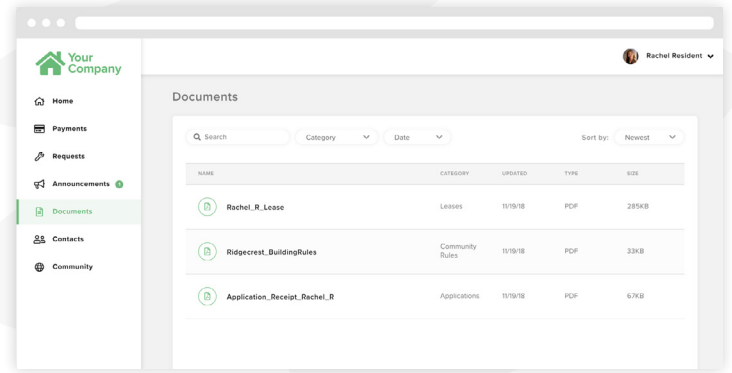 Your
Company
Rachel Resident
Home
Payments
Requests
Announcements 1
Documents
Contacts
Community
Documents
Search Category Date Sort by: Newest
NAME CATEGORY UPDATED TYPE SIZE
Rachel_R_Lease Leases 11/19/18 PDF 285KB
Ridgecrest_BuildingRules Community Rules 11/19/18 PDF 33KB
Application_Receipt_Rachel_R Applications 11/19/18 PDF 67KB